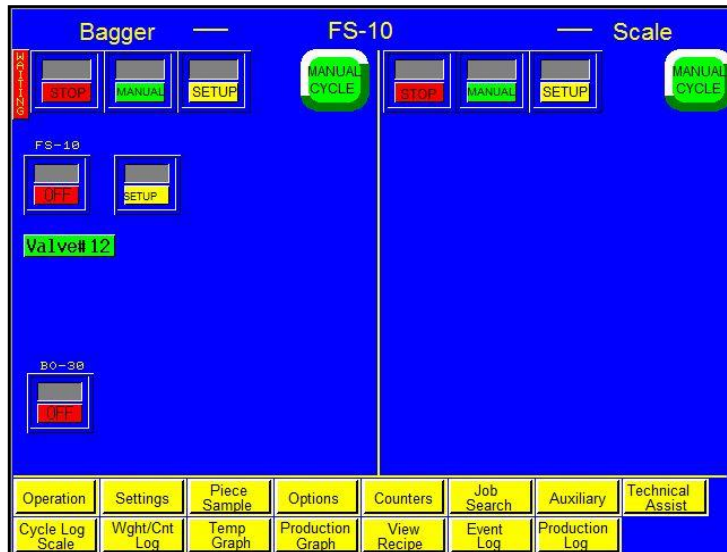 Bagger — FS-10 — Scale
WAITING
STOP MANUAL SETUP MANUAL CYCLE STOP MANUAL SETUP MANUAL CYCLE
FS-10
OFF SETUP
Valve#12
BO-30
OFF
Operation Settings Piece Sample Options Counters Job Search Auxiliary Technical Assist
Cycle Log Scale Wght/Cnt Log Temp Graph Production Graph View Recipe Event Log Production Log